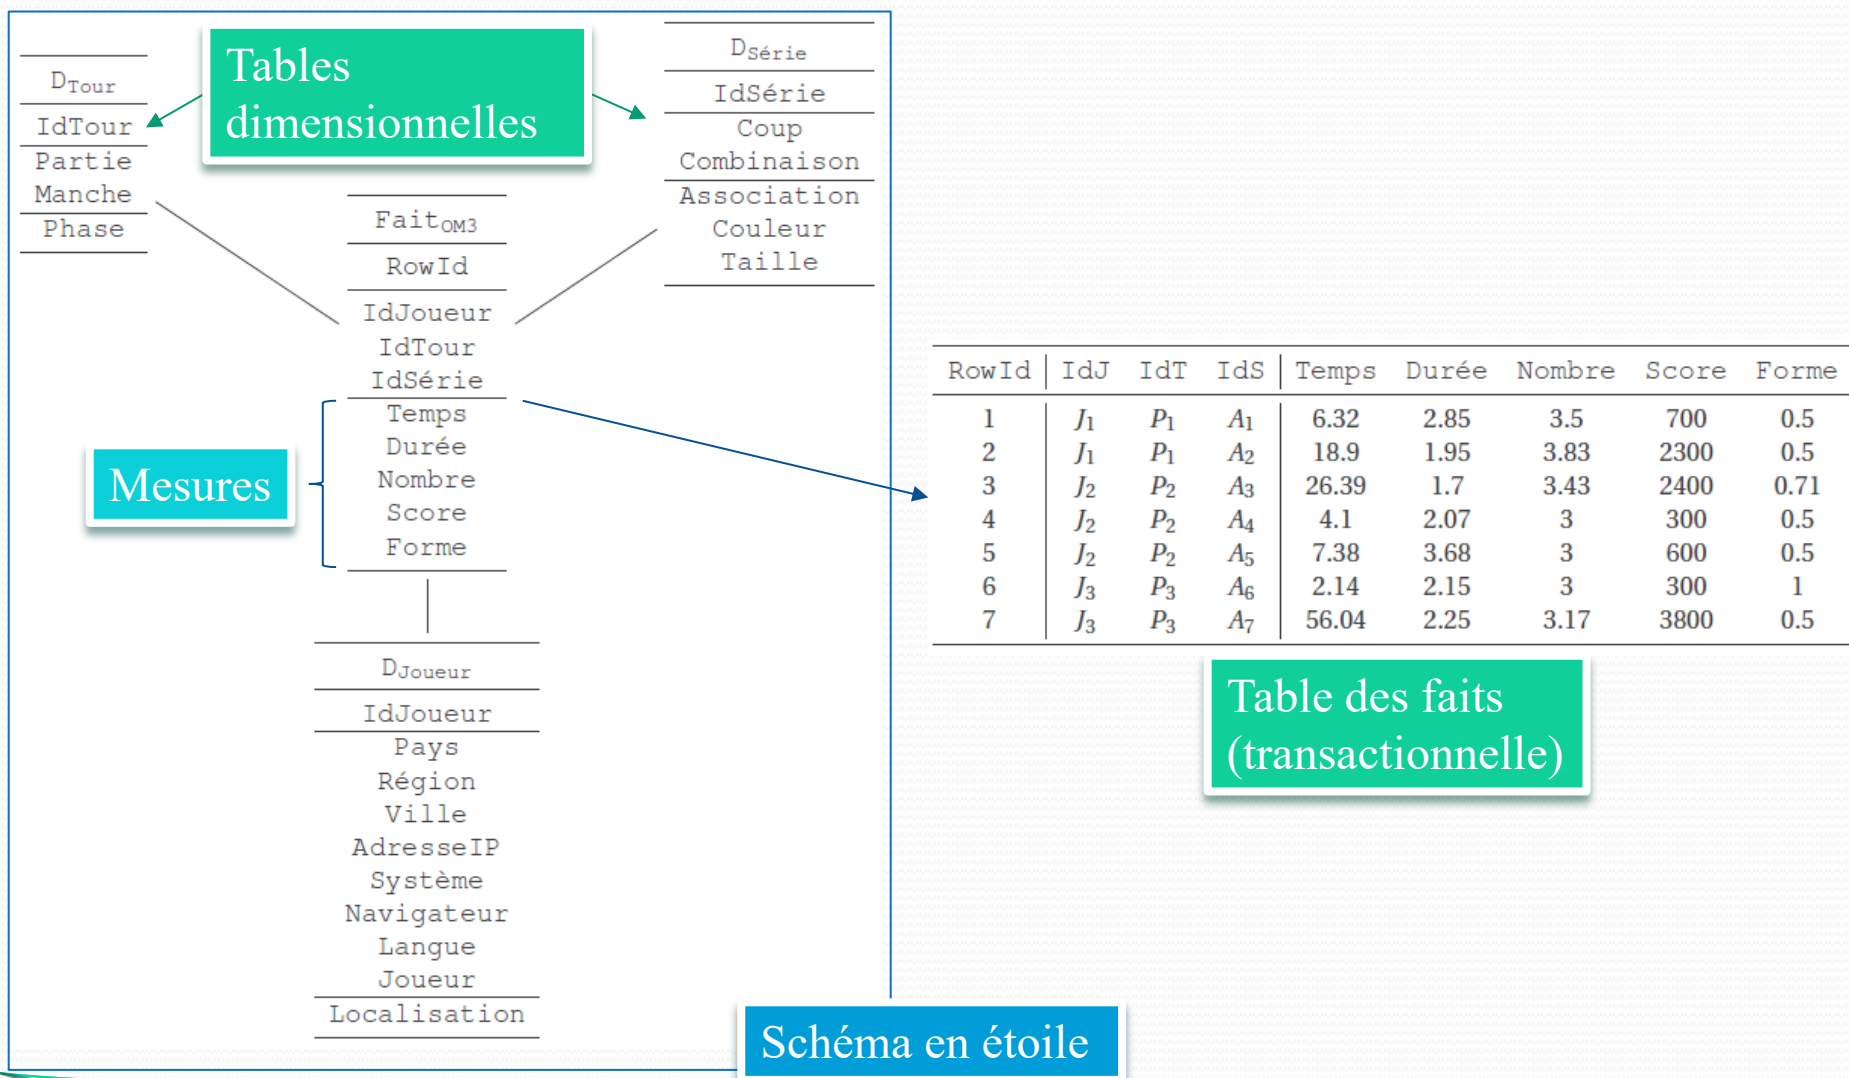 Tables
dimensionnelles
D_Tour
IdTour
Partie
Manche
Phase
D_Série
IdSérie
Coup
Combinaison
Association
Couleur
Taille
Fait_OM3
RowId
IdJoueur
IdTour
IdSérie
Temps
Durée
Nombre
Score
Forme
Mesures
D_Joueur
IdJoueur
Pays
Région
Ville
AdresseIP
Système
Navigateur
Langue
Joueur
Localisation
Schéma en étoile
RowId IdJ IdT IdS Temps Durée Nombre Score Forme
1 J1 P1 A1 6.32 2.85 3.5 700 0.5
2 J1 P1 A2 18.9 1.95 3.83 2300 0.5
3 J2 P2 A3 26.39 1.7 3.43 2400 0.71
4 J2 P2 A4 4.1 2.07 3 300 0.5
5 J2 P2 A5 7.38 3.68 3 600 0.5
6 J3 P3 A6 2.14 2.15 3 300 1
7 J3 P3 A7 56.04 2.25 3.17 3800 0.5
Table des faits
(transactionnelle)